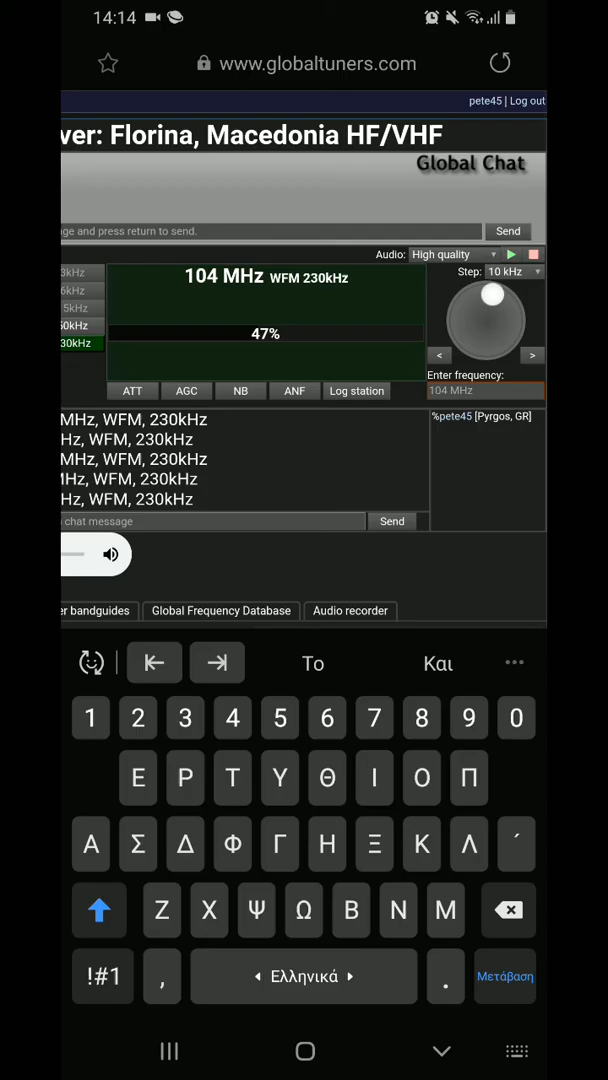 14:14
www.globaltuners.com
pete45 | Log out
ver: Florina, Macedonia HF/VHF
Global Chat
ge and press return to send.
Send
Audio: High quality
3kHz
6kHz
5kHz
50kHz
30kHz
104 MHz WFM 230kHz
47%
Step: 10 kHz
<
>
Enter frequency:
104 MHz
ATT
AGC
NB
ANF
Log station
MHz, WFM, 230kHz
Hz, WFM, 230kHz
MHz, WFM, 230kHz
MHz, WFM, 230kHz
Hz, WFM, 230kHz
%pete45 [Pyrgos, GR]
chat message
Send
er bandguides
Global Frequency Database
Audio recorder
Το
Και
1 2 3 4 5 6 7 8 9 0
Ε Ρ Τ Υ Θ Ι Ο Π
Α Σ Δ Φ Γ Η Ξ Κ Λ ΄
Ζ Χ Ψ Ω Β Ν Μ
!#1 , Ελληνικά . Μετάβαση